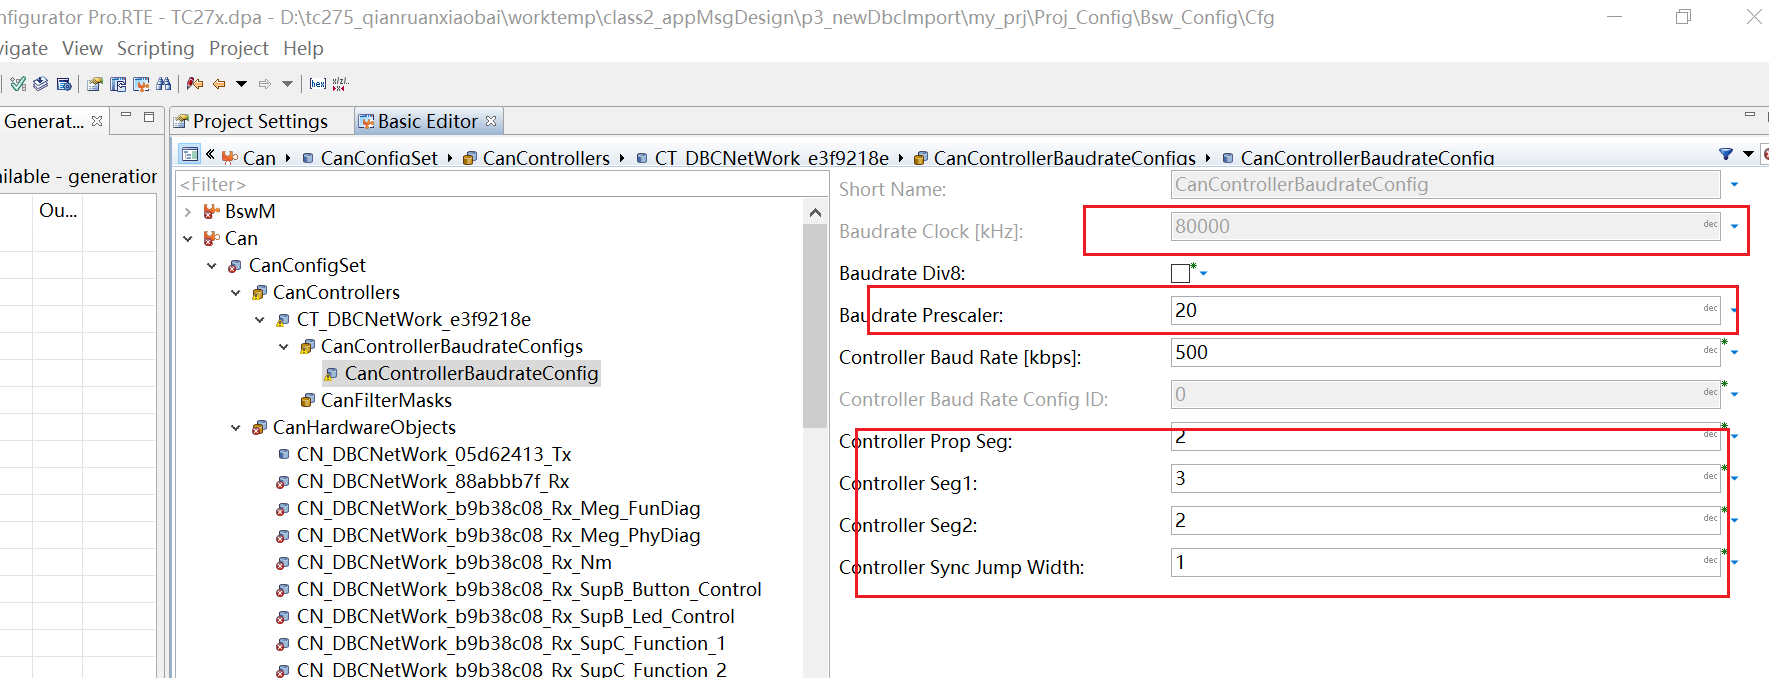 nfigurator Pro.RTE - TC27x.dpa - D:\tc275_qianruanxiaobai\worktemp\class2_appMsgDesign\p3_newDbcImport\my_prj\Proj_Config\Bsw_Config\Cfg
vigate View Scripting Project Help
Generat...
Project Settings
Basic Editor
Can CanConfigSet CanControllers CT_DBCNetWork_e3f9218e CanControllerBaudrateConfigs CanControllerBaudrateConfig
ilable - generation
Ou...
<Filter>
BswM
Can
CanConfigSet
CanControllers
CT_DBCNetWork_e3f9218e
CanControllerBaudrateConfigs
CanControllerBaudrateConfig
CanFilterMasks
CanHardwareObjects
CN_DBCNetWork_05d62413_Tx
CN_DBCNetWork_88abbb7f_Rx
CN_DBCNetWork_b9b38c08_Rx_Meg_FunDiag
CN_DBCNetWork_b9b38c08_Rx_Meg_PhyDiag
CN_DBCNetWork_b9b38c08_Rx_Nm
CN_DBCNetWork_b9b38c08_Rx_SupB_Button_Control
CN_DBCNetWork_b9b38c08_Rx_SupB_Led_Control
CN_DBCNetWork_b9b38c08_Rx_SupC_Function_1
CN_DBCNetWork_b9b38c08_Rx_SupC_Function_2
Short Name: CanControllerBaudrateConfig
Baudrate Clock [kHz]: 80000 dec
Baudrate Div8:
Baudrate Prescaler: 20 dec
Controller Baud Rate [kbps]: 500 dec
Controller Baud Rate Config ID: 0 dec
Controller Prop Seg: 2 dec
Controller Seg1: 3 dec
Controller Seg2: 2 dec
Controller Sync Jump Width: 1 dec